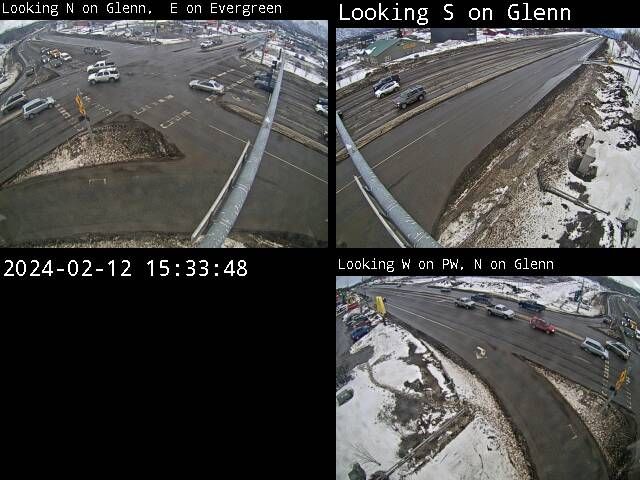 Looking N on Glenn, E on Evergreen
Looking S on Glenn
2024-02-12 15:33:48
Looking W on PW, N on Glenn